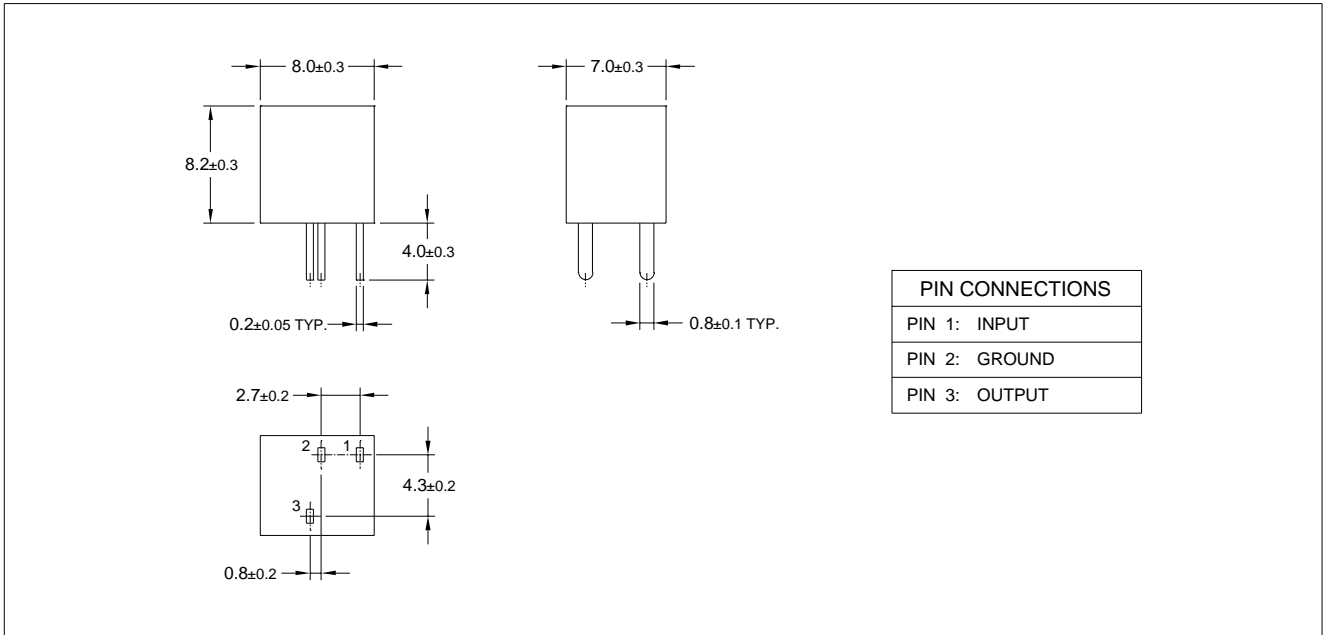 8.0±0.3
7.0±0.3
8.2±0.3
4.0±0.3
0.2±0.05 TYP.
0.8±0.1 TYP.
PIN CONNECTIONS
PIN 1: INPUT
PIN 2: GROUND
PIN 3: OUTPUT
2.7±0.2
2 1
4.3±0.2
3
0.8±0.2